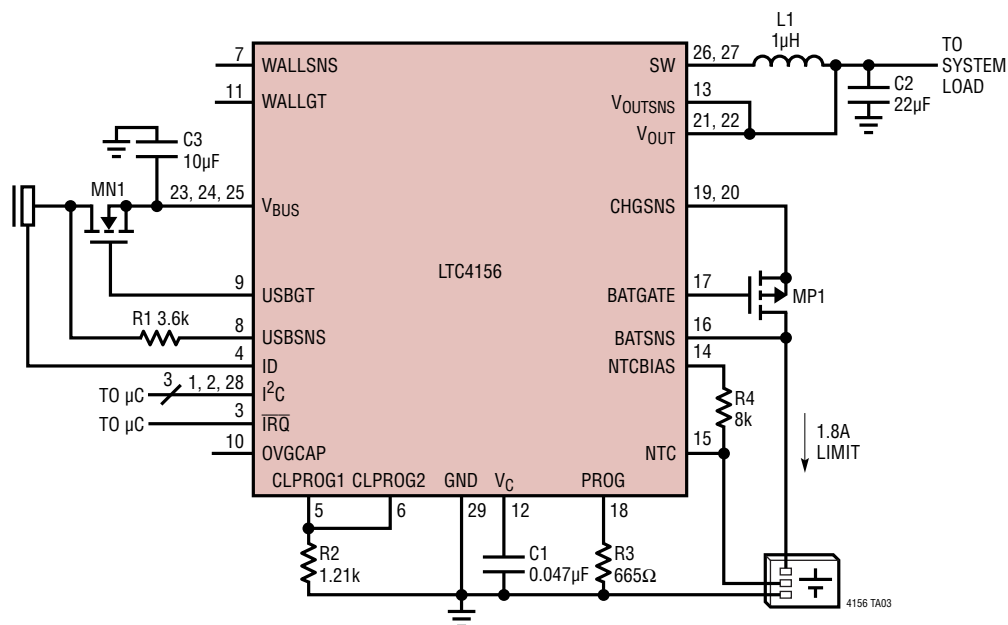 L1
1µH
26, 27
TO
SYSTEM
LOAD
7
WALLSNS
SW
13
C2
22µF
11
WALLGT
VOUTSNS
21, 22
VOUT
C3
10µF
MN1
23, 24, 25
VBUS
19, 20
CHGSNS
LTC4156
9
USBGT
17
BATGATE
MP1
R1 3.6k
8
USBSNS
16
BATSNS
4
ID
14
NTCBIAS
TO µC
3
1, 2, 28
I2C
R4
8k
TO µC
3
IRQ
1.8A
LIMIT
10
OVGCAP
15
NTC
CLPROG1
CLPROG2
GND
VC
PROG
5
6
29
12
18
R2
1.21k
C1
0.047µF
R3
665Ω
4156 TA03